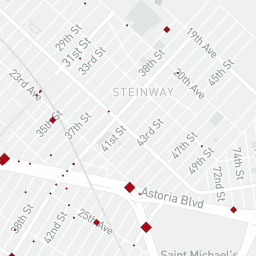 29th St
31st St
33rd St
19th Ave
45th St
38th St
20th Ave
23rd Ave
STEINWAY
35th St
37th St
41st St
43rd St
47th St
49th St
74th St
72nd St
Astoria Blvd
38th St
42nd St
25th Ave
Saint Michael's